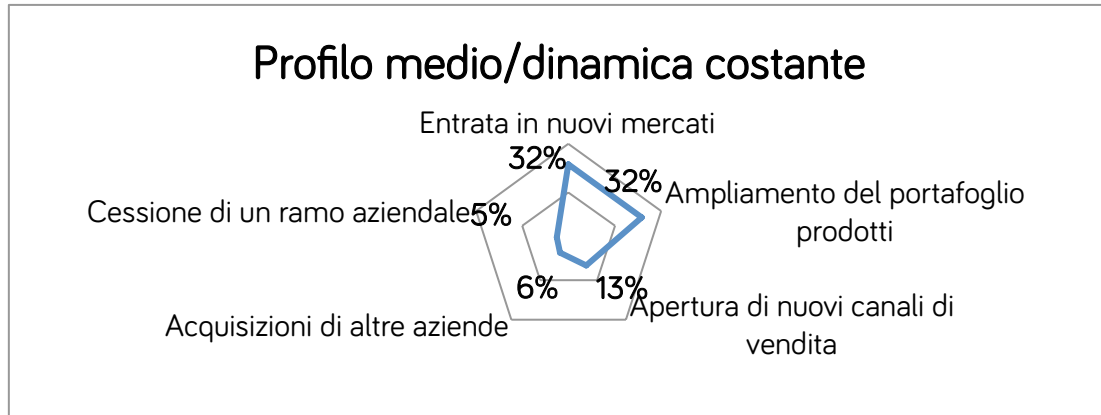 Profilo medio/dinamica costante
Entrata in nuovi mercati
32%
32%
Ampliamento del portafoglio
prodotti
Cessione di un ramo aziendale
5%
6%
13%
Apertura di nuovi canali di
vendita
Acquisizioni di altre aziende